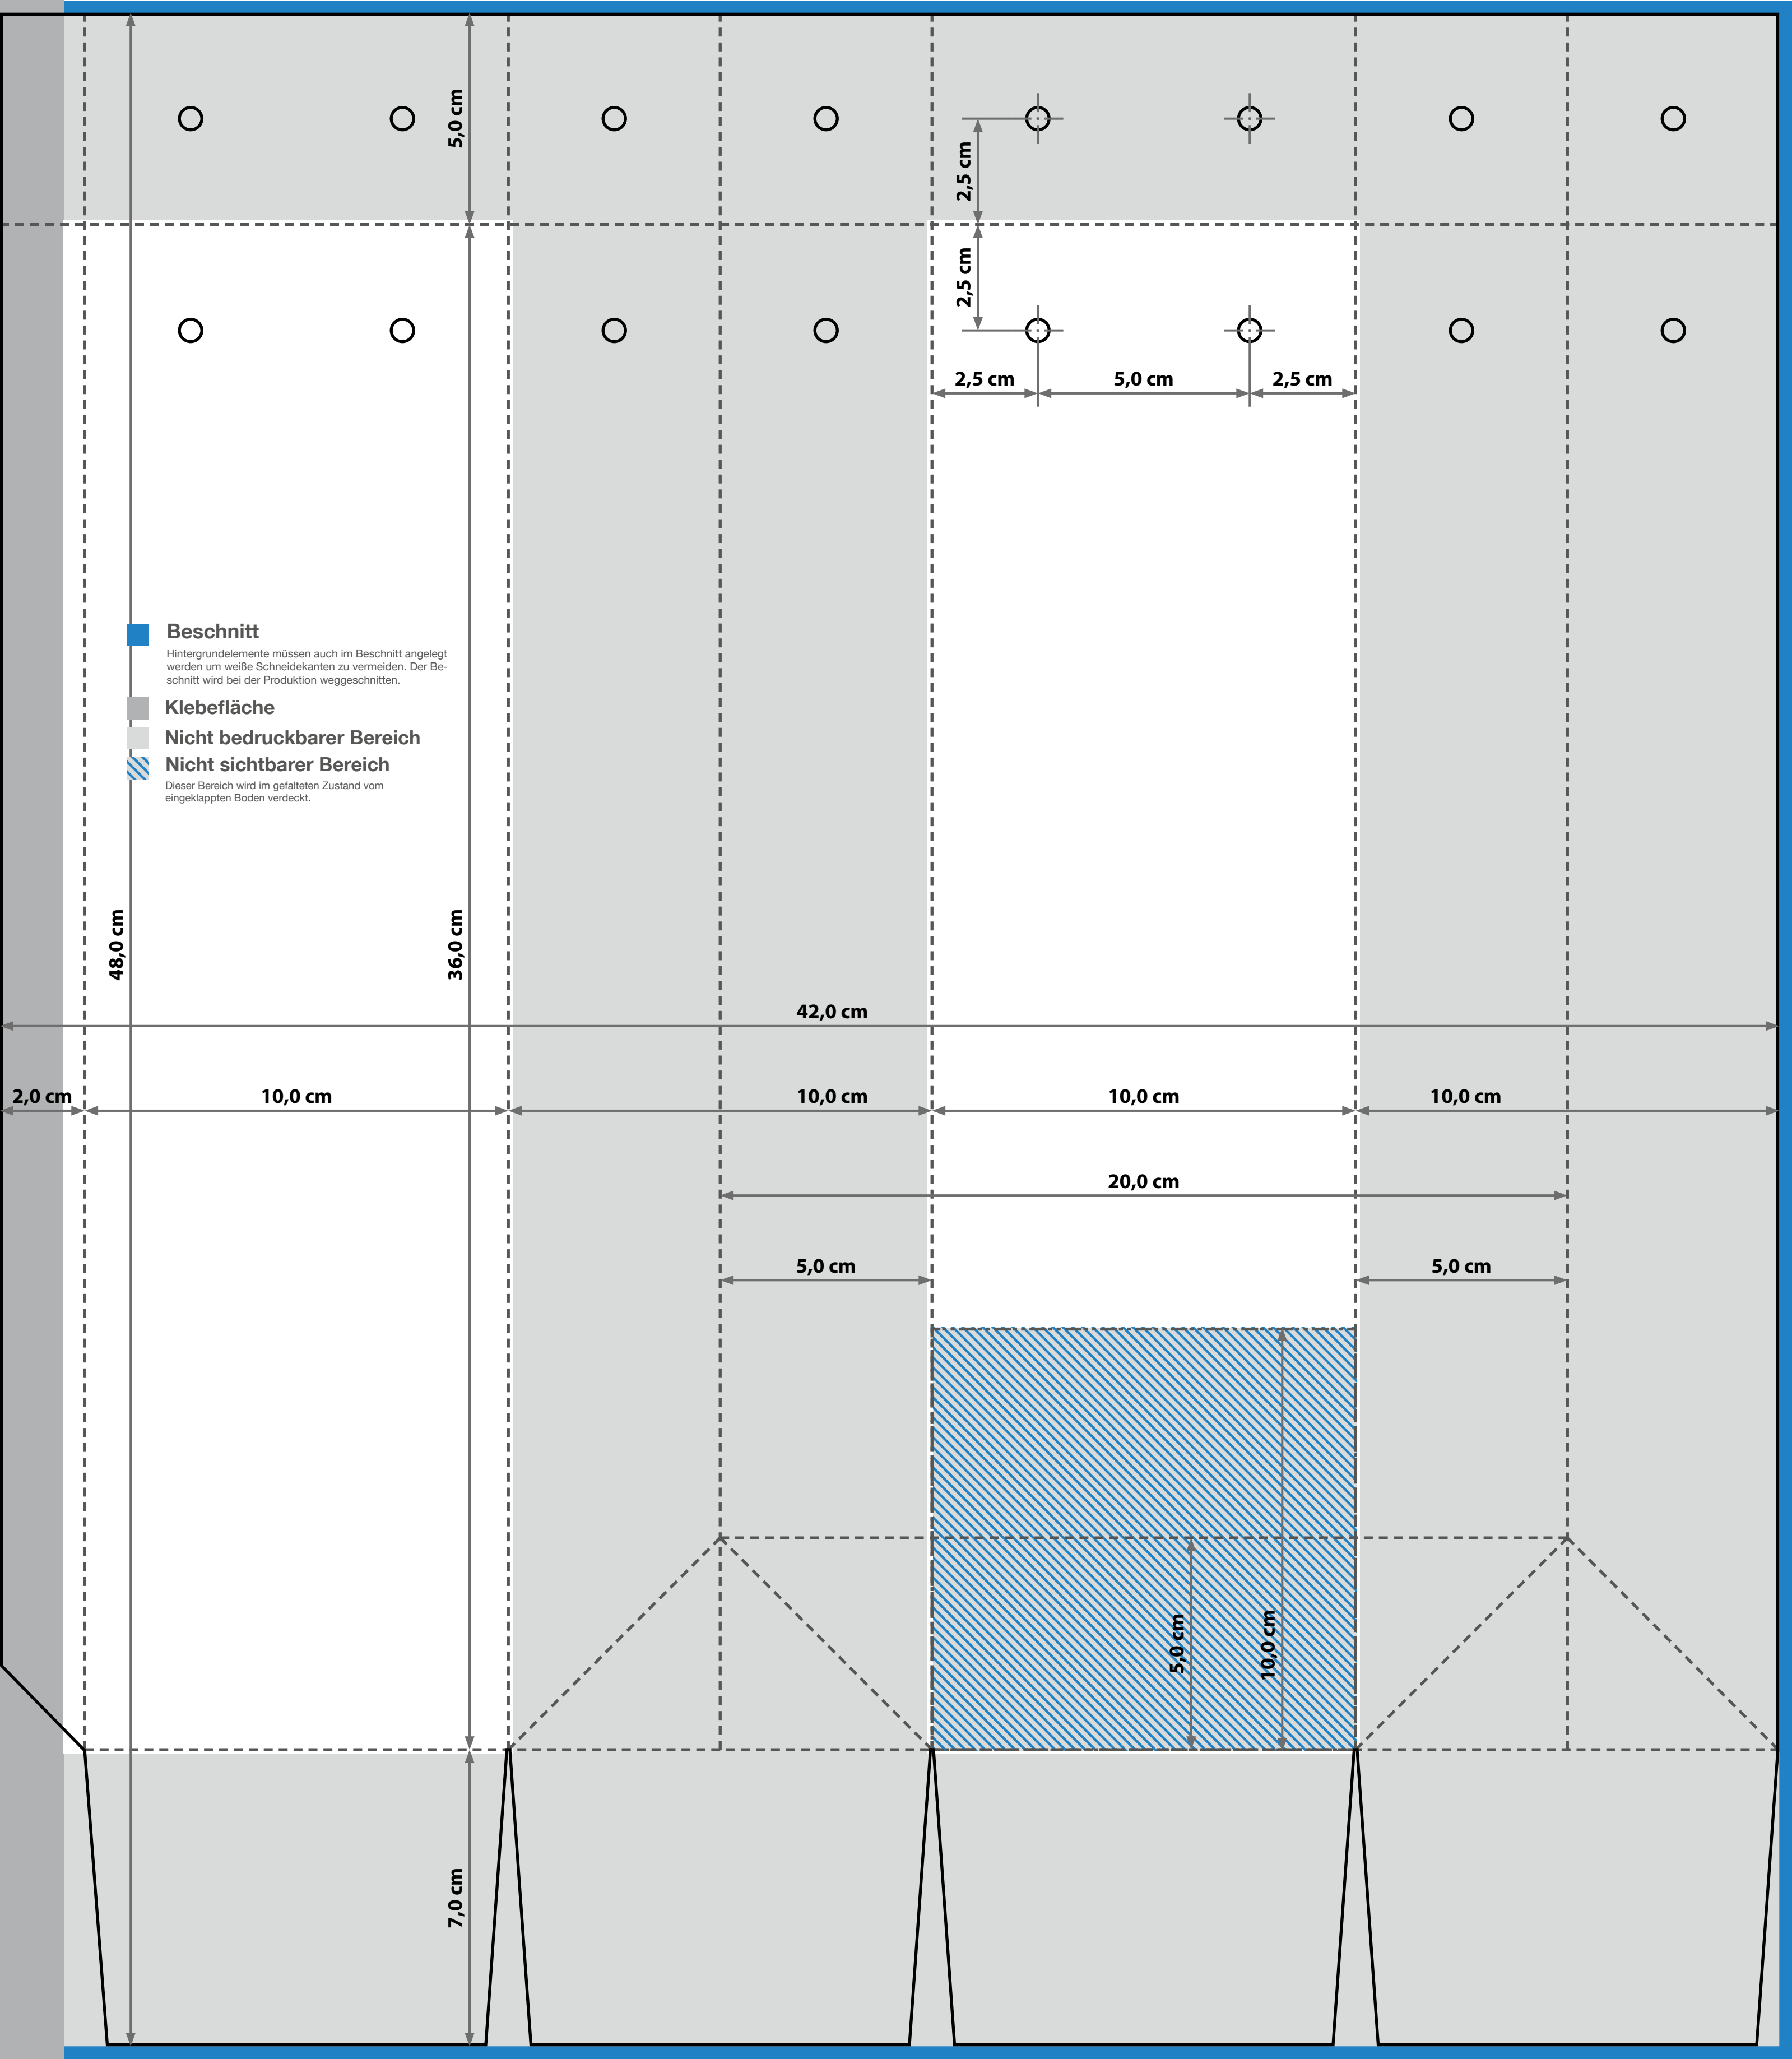 5,0 cm
2,5 cm
2,5 cm
2,5 cm
5,0 cm
2,5 cm
Beschnitt
Hintergrundelemente müssen auch im Beschnitt angelegt
werden um weiße Schneidekanten zu vermeiden. Der Be-
schnitt wird bei der Produktion weggeschnitten.
Klebefläche
Nicht bedruckbarer Bereich
Nicht sichtbarer Bereich
Dieser Bereich wird im gefalteten Zustand vom
eingeklappten Boden verdeckt.
48,0 cm
36,0 cm
42,0 cm
2,0 cm
10,0 cm
10,0 cm
10,0 cm
10,0 cm
20,0 cm
5,0 cm
5,0 cm
5,0 cm
10,0 cm
7,0 cm